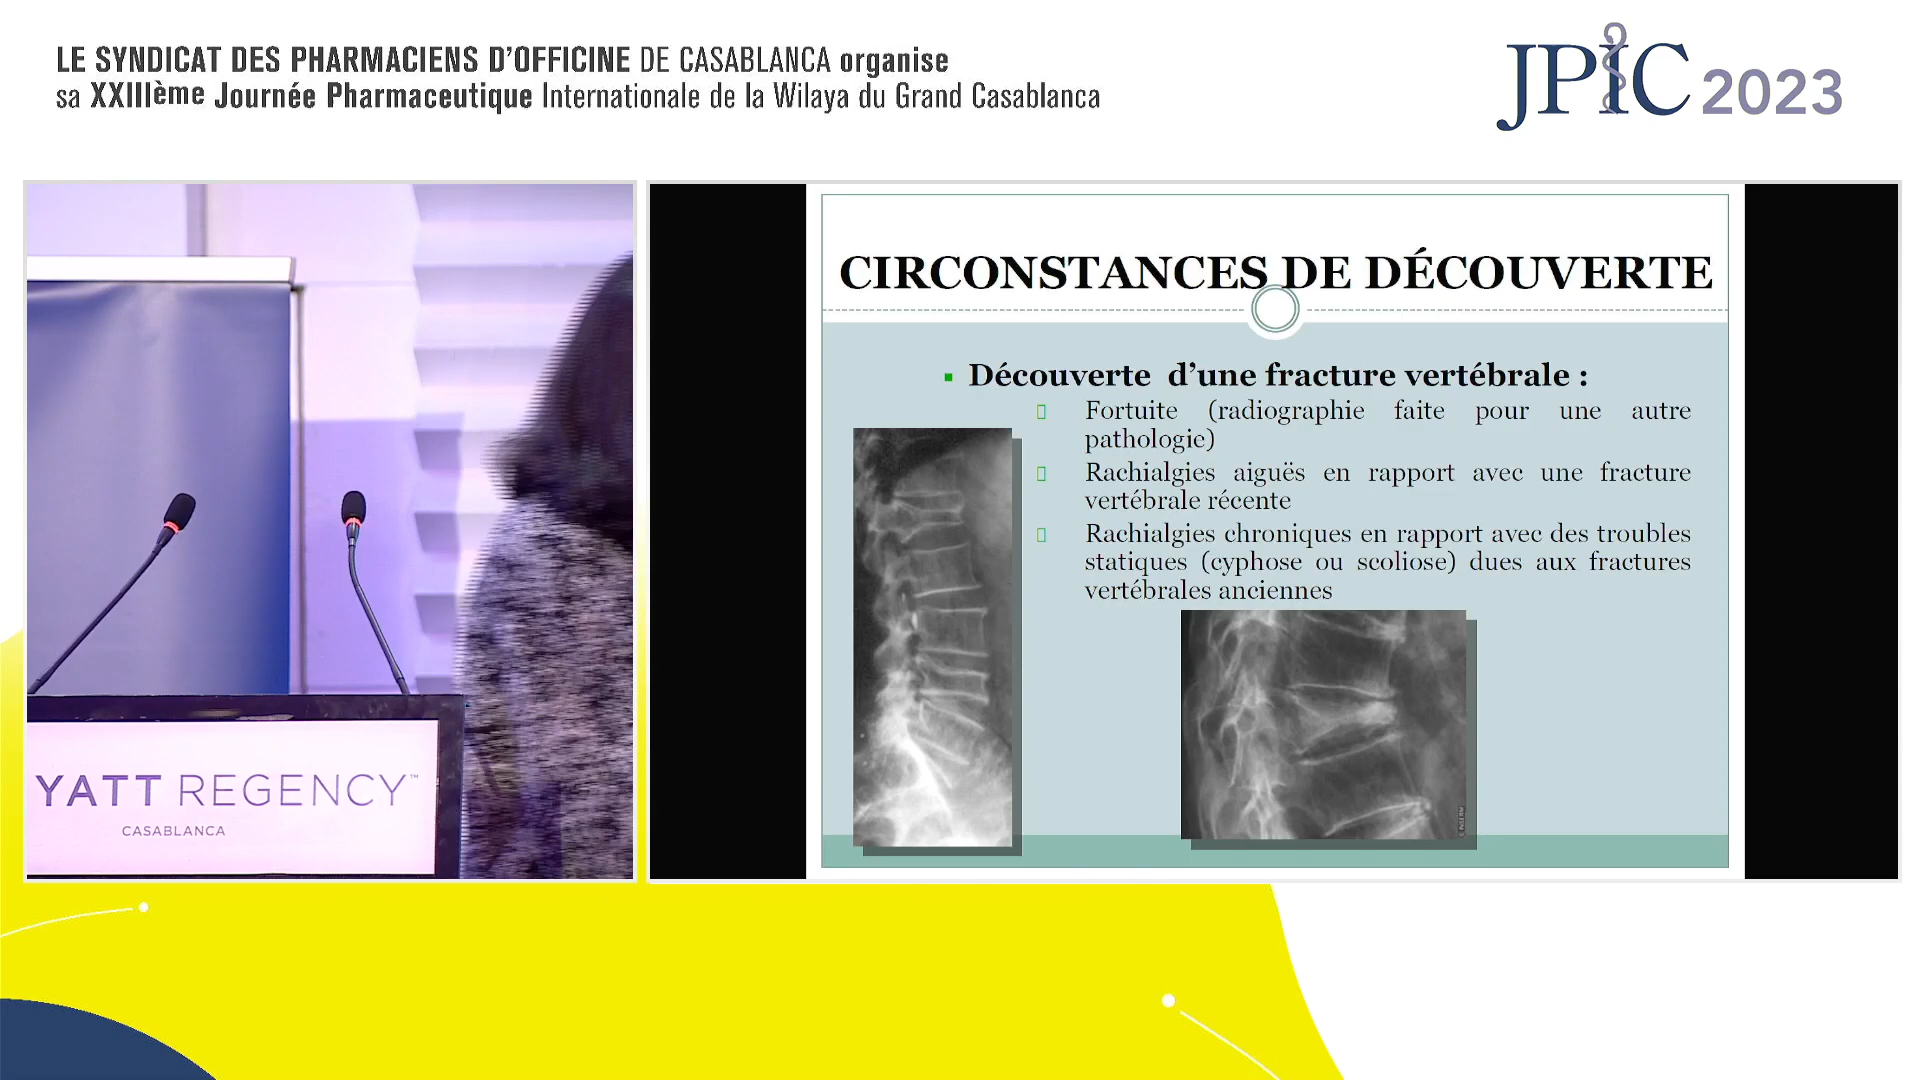 LE SYNDICAT DES PHARMACIENS D'OFFICINE DE CASABLANCA organise
sa XXIIIème Journée Pharmaceutique Internationale de la Wilaya du Grand Casablanca
JPIC 2023
YATT REGENCY™
CASABLANCA
CIRCONSTANCES DE DÉCOUVERTE
Découverte d'une fracture vertébrale :
Fortuite (radiographie faite pour une autre
pathologie)
Rachialgies aiguës en rapport avec une fracture
vertébrale récente
Rachialgies chroniques en rapport avec des troubles
statiques (cyphose ou scoliose) dues aux fractures
vertébrales anciennes